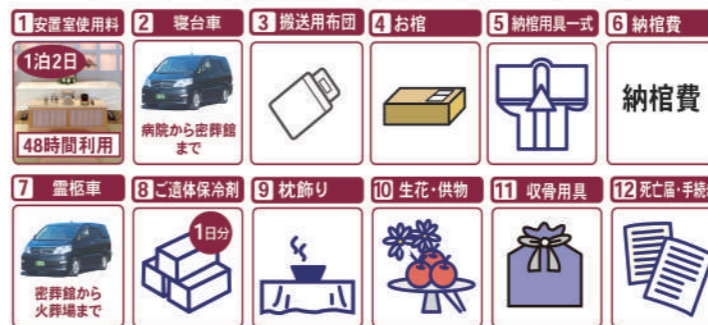 1 安置室使用料
1泊2日
48時間利用
2 寝台車
病院から密葬館
まで
3 搬送用布団
4 お棺
5 納棺用具一式
6 納棺費
納棺費
7 霊柩車
密葬館から
火葬場まで
8 ご遺体保冷剤
1日分
9 枕飾り
10 生花・供物
11 収骨用具
12 死亡届・手続